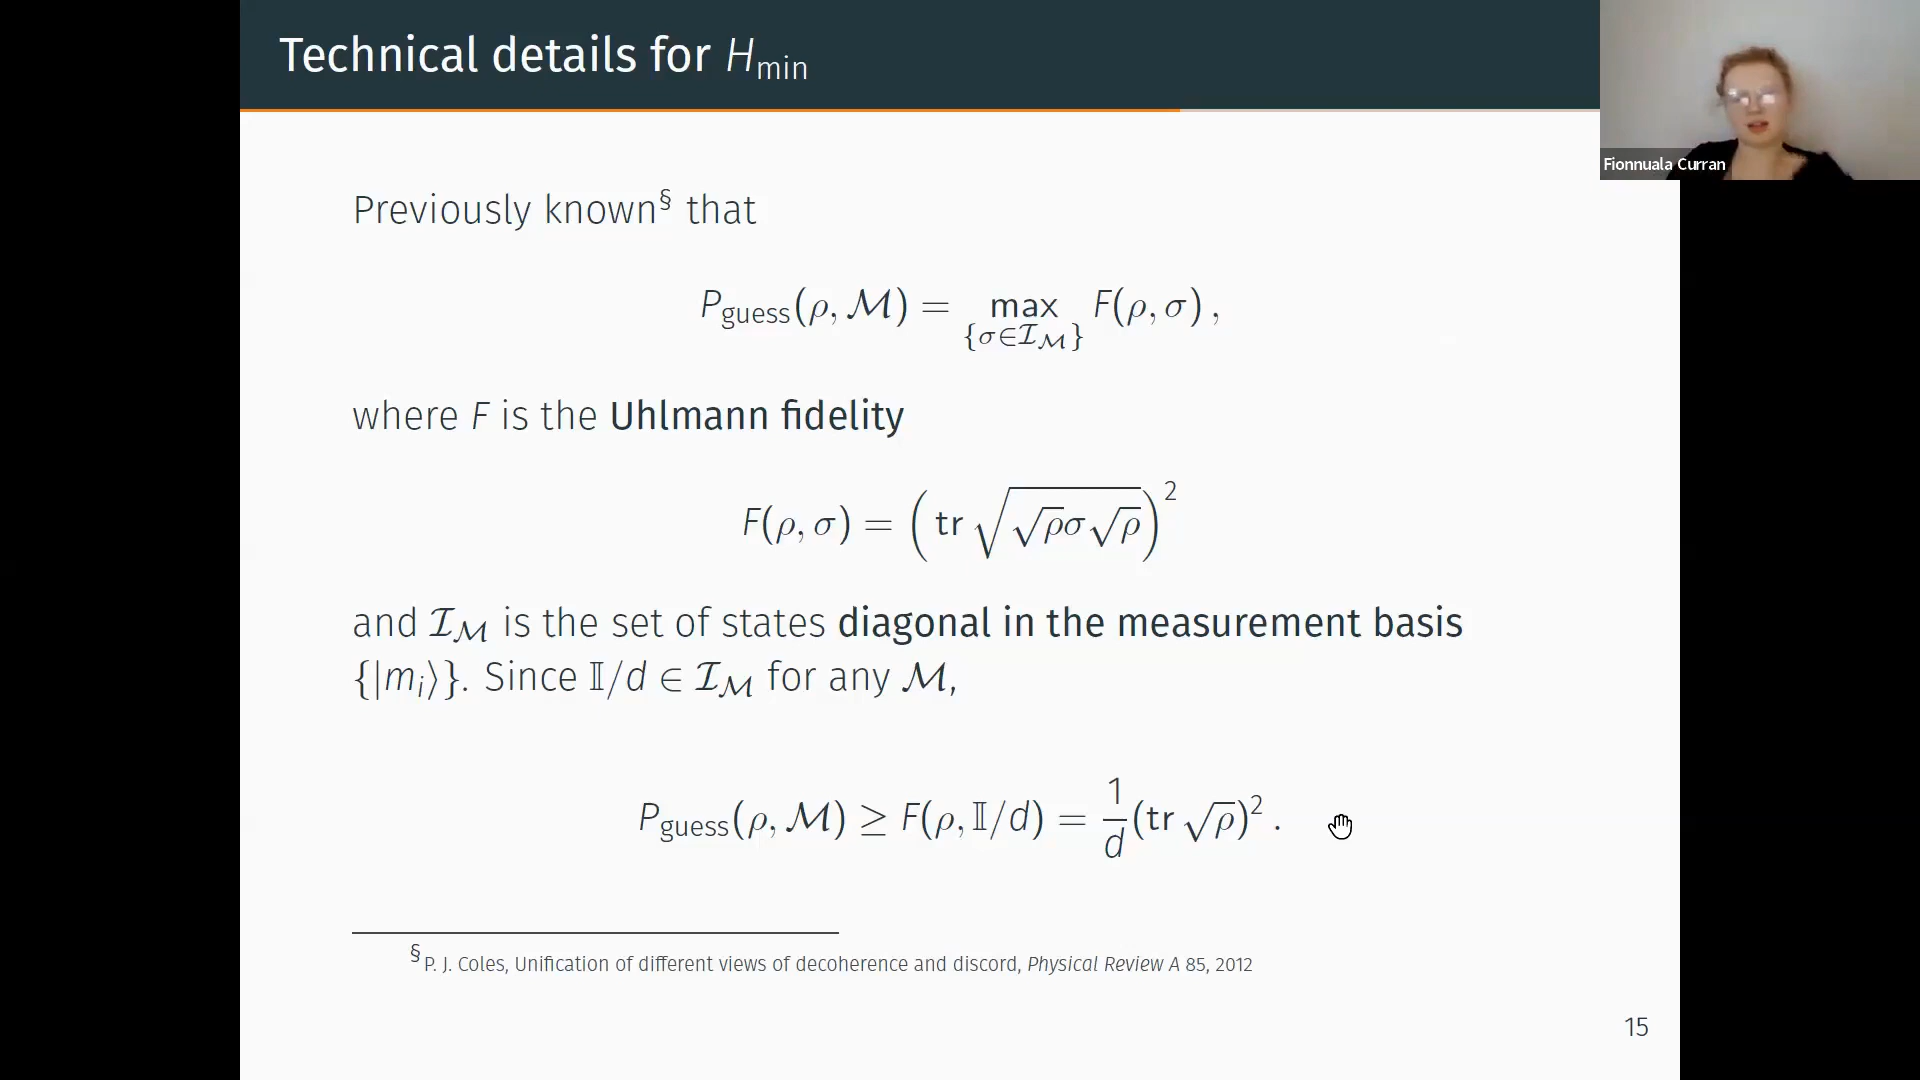 Technical details for H_min
Fionnuala Curran
Previously known§ that
P_guess(ρ, ℳ) = max_{σ∈ℐ_ℳ} F(ρ, σ) ,
where F is the Uhlmann fidelity
F(ρ, σ) = ( tr √(√ρσ√ρ) )²
and ℐ_ℳ is the set of states diagonal in the measurement basis
{|m_i⟩}. Since 𝕀/d ∈ ℐ_ℳ for any ℳ,
P_guess(ρ, ℳ) ≥ F(ρ, 𝕀/d) = 1/d (tr √ρ)² .
§ P. J. Coles, Unification of different views of decoherence and discord, Physical Review A 85, 2012
15